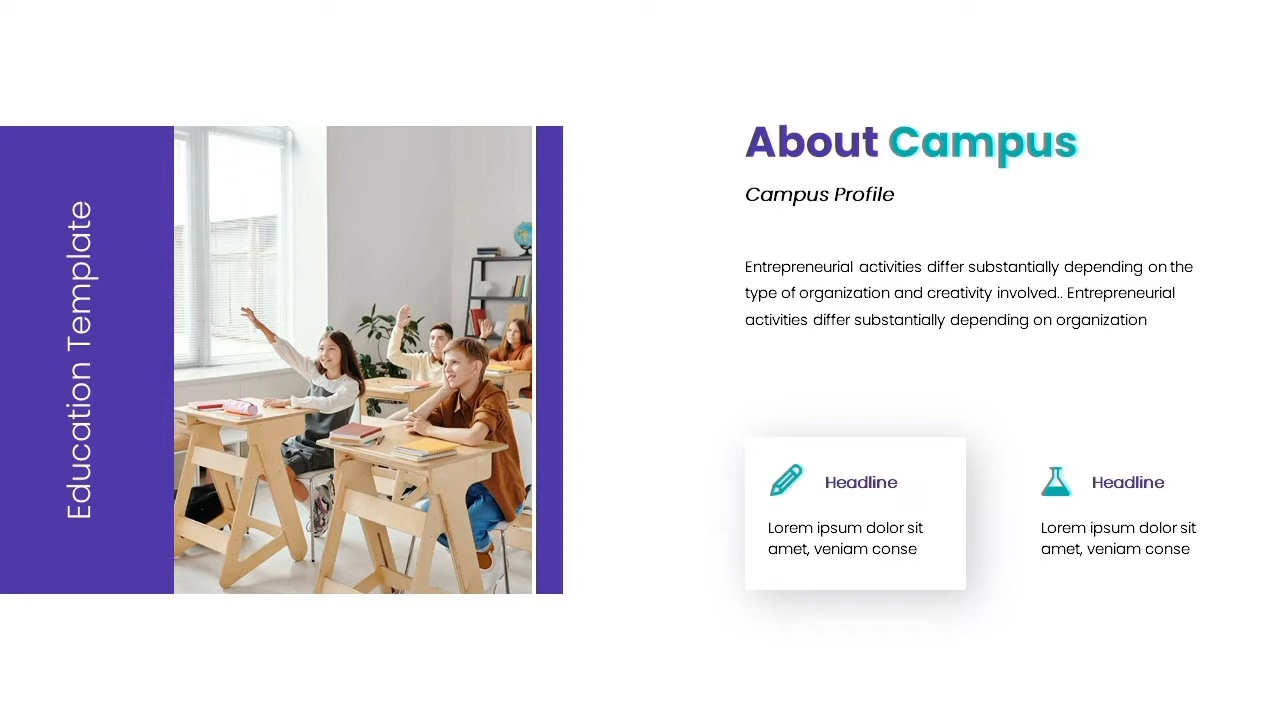 Education Template
About Campus
Campus Profile
Entrepreneurial activities differ substantially depending on the
type of organization and creativity involved.. Entrepreneurial
activities differ substantially depending on organization
Headline
Lorem ipsum dolor sit
amet, veniam conse
Headline
Lorem ipsum dolor sit
amet, veniam conse